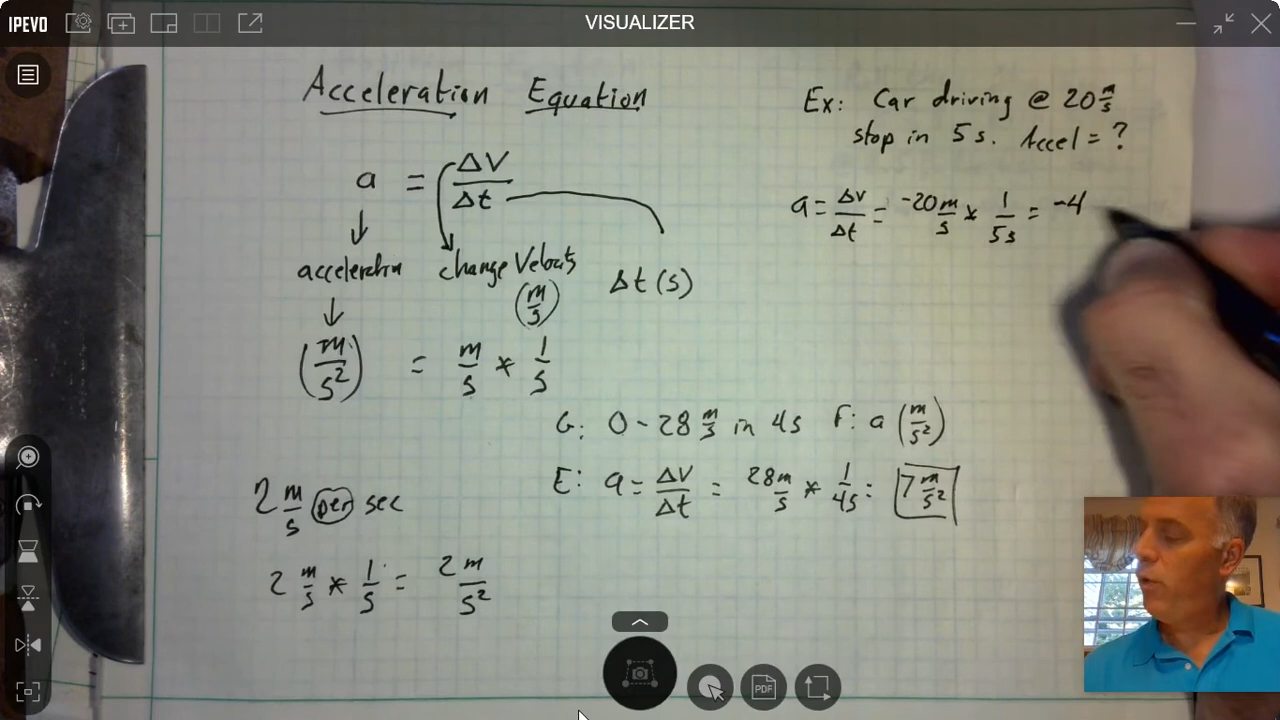 IPEVO
VISUALIZER
Acceleration Equation
a = ΔV/Δt
acceleration
change Velocity (m/s)
Δt (s)
(m/s²) = m/s * 1/s
2 m/s per sec
2 m/s * 1/s = 2 m/s²
G: 0 - 28 m/s in 4s F: a (m/s²)
E: a = ΔV/Δt = 28m/s * 1/4s = 7 m/s²
Ex: Car driving @ 20 m/s
stop in 5 s. Accel = ?
a = ΔV/Δt = -20 m/s * 1/5s = -4
PDF